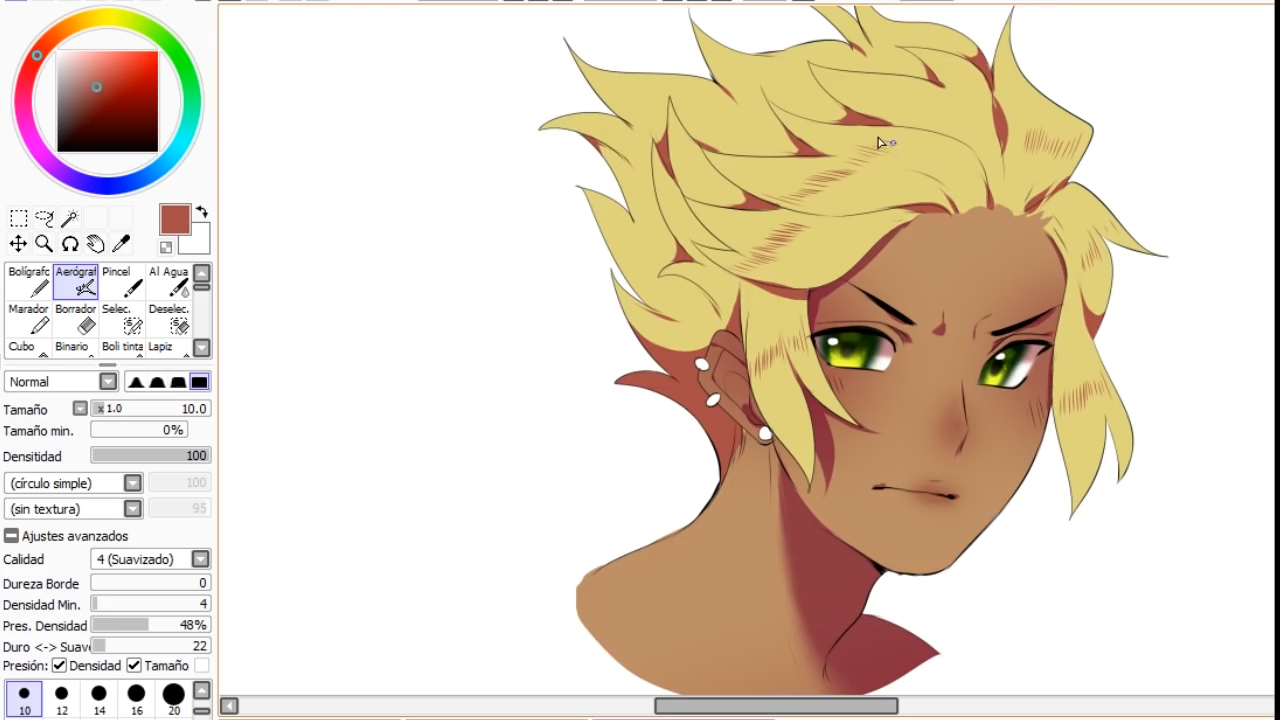 Bolígrafc Aerógraf Pincel Al Agua
Marador Borrador Selec. Deselec.
Cubo Binario Boli tinta Lapiz
Normal
Tamaño x 1.0 10.0
Tamaño min. 0%
Densitidad 100
(círculo simple) 100
(sin textura) 95
Ajustes avanzados
Calidad 4 (Suavizado)
Dureza Borde 0
Densidad Min. 4
Pres. Densidad 48%
Duro <-> Suav 22
Presión: Densidad Tamaño
10 12 14 16 20